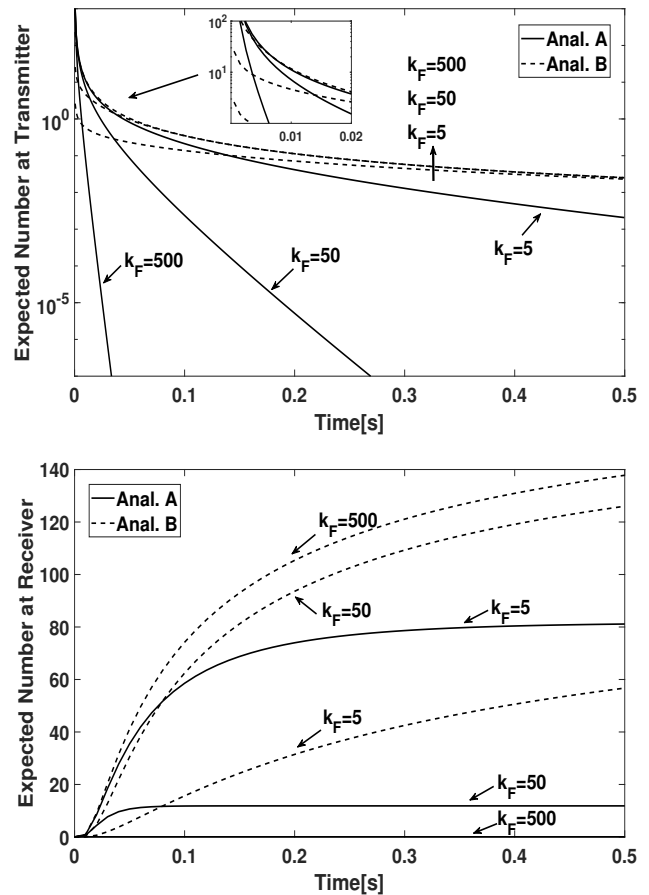 Expected Number at Transmitter
10^0
10^-5
10^2
10^1
0.01
0.02
Anal. A
Anal. B
k_F=500
k_F=50
k_F=5
k_F=500
k_F=50
k_F=5
0
0.1
0.2
0.3
0.4
0.5
Time[s]
Expected Number at Receiver
140
120
100
80
60
40
20
0
Anal. A
Anal. B
k_F=500
k_F=50
k_F=5
k_F=5
k_F=50
k_F=500
0
0.1
0.2
0.3
0.4
0.5
Time[s]